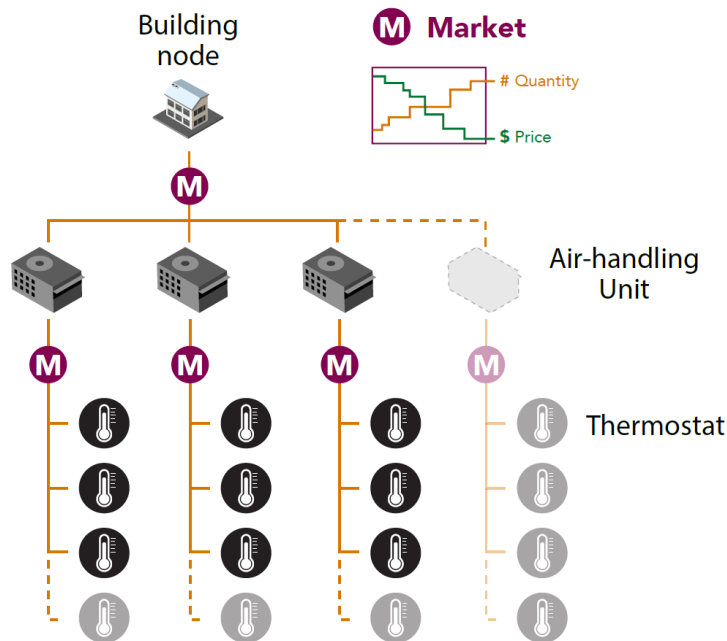 Building
node
M Market
# Quantity
$ Price
M
Air-handling
Unit
M M M M
Thermostat